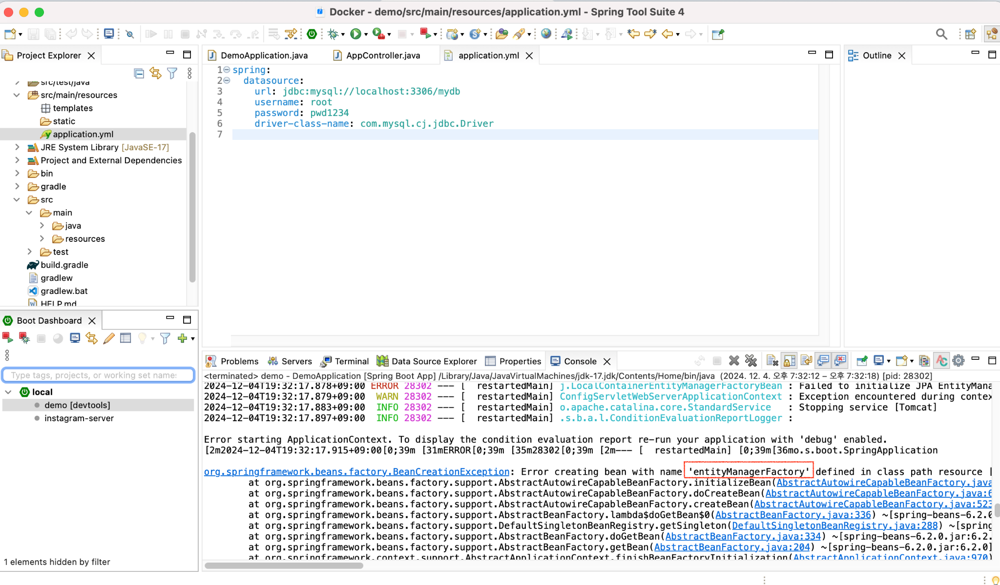 Docker - demo/src/main/resources/application.yml - Spring Tool Suite 4
Project Explorer
src/test/java
src/main/resources
templates
static
application.yml
JRE System Library [JavaSE-17]
Project and External Dependencies
bin
gradle
src
main
java
resources
test
build.gradle
gradlew
gradlew.bat
HELP.md
Boot Dashboard
Type tags, projects, or working set name
local
demo [devtools]
instagram-server
1 elements hidden by filter
DemoApplication.java
AppController.java
application.yml
1 spring:
2 datasource:
3 url: jdbc:mysql://localhost:3306/mydb
4 username: root
5 password: pwd1234
6 driver-class-name: com.mysql.cj.jdbc.Driver
7
Outline
Problems
Servers
Terminal
Data Source Explorer
Properties
Console
<terminated> demo - DemoApplication [Spring Boot App] /Library/Java/JavaVirtualMachines/jdk-17.jdk/Contents/Home/bin/java (2024. 12. 4. 오후 7:32:12 – 오후 7:32:18) [pid: 28302]
2024-12-04T19:32:17.878+09:00 ERROR 28302 --- [ restartedMain] j.LocalContainerEntityManagerFactoryBean : Failed to initialize JPA EntityMana
2024-12-04T19:32:17.879+09:00 WARN 28302 --- [ restartedMain] ConfigServletWebServerApplicationContext : Exception encountered during contex
2024-12-04T19:32:17.883+09:00 INFO 28302 --- [ restartedMain] o.apache.catalina.core.StandardService : Stopping service [Tomcat]
2024-12-04T19:32:17.897+09:00 INFO 28302 --- [ restartedMain] .s.b.a.l.ConditionEvaluationReportLogger :
Error starting ApplicationContext. To display the condition evaluation report re-run your application with 'debug' enabled.
[2m2024-12-04T19:32:17.915+09:00[0;39m [31mERROR[0;39m [35m28302[0;39m [2m--- [ restartedMain] [0;39m[36mo.s.boot.SpringApplication
org.springframework.beans.factory.BeanCreationException: Error creating bean with name 'entityManagerFactory' defined in class path resource [
at org.springframework.beans.factory.support.AbstractAutowireCapableBeanFactory.initializeBean(AbstractAutowireCapableBeanFactory.java
at org.springframework.beans.factory.support.AbstractAutowireCapableBeanFactory.doCreateBean(AbstractAutowireCapableBeanFactory.java:6
at org.springframework.beans.factory.support.AbstractAutowireCapableBeanFactory.createBean(AbstractAutowireCapableBeanFactory.java:523
at org.springframework.beans.factory.support.AbstractBeanFactory.lambda$doGetBean$0(AbstractBeanFactory.java:336) ~[spring-beans-6.2.0
at org.springframework.beans.factory.support.DefaultSingletonBeanRegistry.getSingleton(DefaultSingletonBeanRegistry.java:288) ~[spring
at org.springframework.beans.factory.support.AbstractBeanFactory.doGetBean(AbstractBeanFactory.java:334) ~[spring-beans-6.2.0.jar:6.2.
at org.springframework.beans.factory.support.AbstractBeanFactory.getBean(AbstractBeanFactory.java:204) ~[spring-beans-6.2.0.jar:6.2.0]
at org.springframework.context.support.AbstractApplicationContext.finishBeanFactoryInitialization(AbstractApplicationContext.java:970)